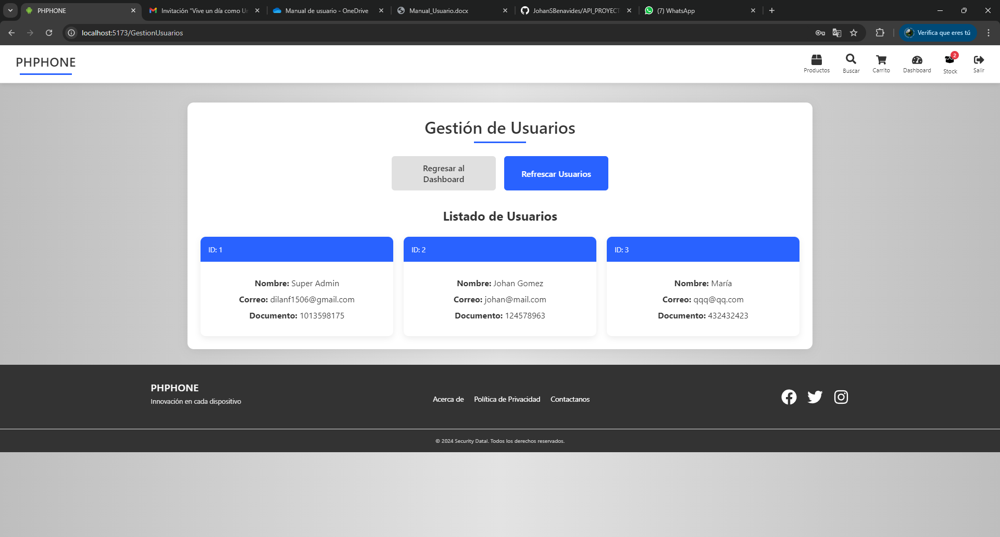 PHPHONE
Invitación "Vive un día como Ur
Manual de usuario - OneDrive
Manual_Usuario.docx
JohanSBenavides/API_PROYECT
(7) WhatsApp
localhost:5173/GestionUsuarios
Verifica que eres tú
PHPHONE
Productos
Buscar
Carrito
Dashboard
2
Stock
Salir
Gestión de Usuarios
Regresar al
Dashboard
Refrescar Usuarios
Listado de Usuarios
ID: 1
Nombre: Super Admin
Correo: dilanf1506@gmail.com
Documento: 1013598175
ID: 2
Nombre: Johan Gomez
Correo: johan@mail.com
Documento: 124578963
ID: 3
Nombre: María
Correo: qqq@qq.com
Documento: 432432423
PHPHONE
Innovación en cada dispositivo
Acerca de
Política de Privacidad
Contactanos
© 2024 Security Datal. Todos los derechos reservados.